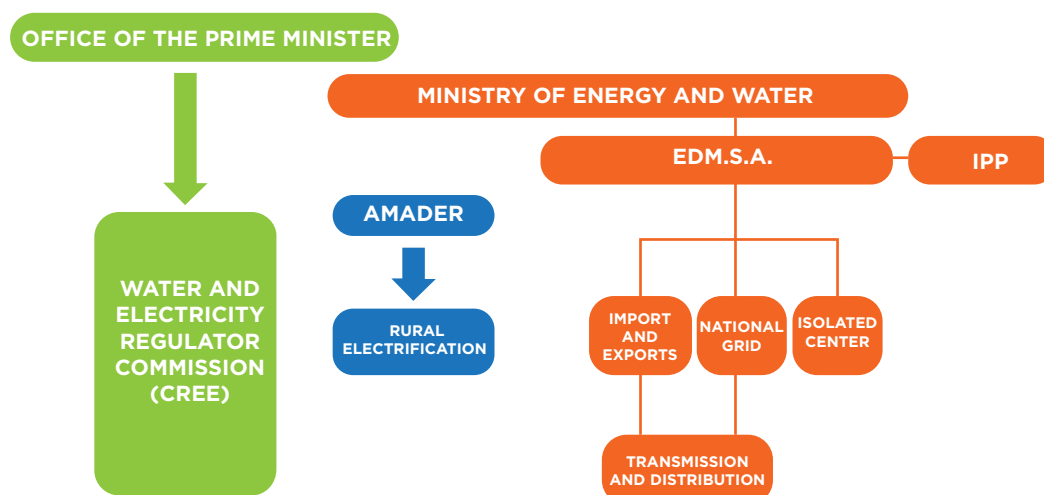 OFFICE OF THE PRIME MINISTER
MINISTRY OF ENERGY AND WATER
EDM.S.A.
IPP
AMADER
WATER AND
ELECTRICITY
REGULATOR
COMMISSION
(CREE)
RURAL
ELECTRIFICATION
IMPORT
AND
EXPORTS
NATIONAL
GRID
ISOLATED
CENTER
TRANSMISSION
AND DISTRIBUTION